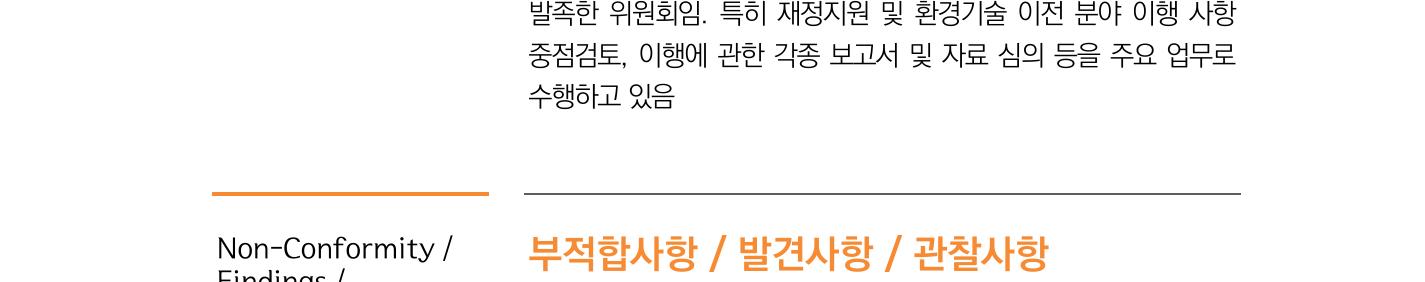 발족한 위원회임. 특히 재정지원 및 환경기술 이전 분야 이행 사항
중점검토, 이행에 관한 각종 보고서 및 자료 심의 등을 주요 업무로
수행하고 있음
Non-Conformity /
Findings /
부적합사항 / 발견사항 / 관찰사항